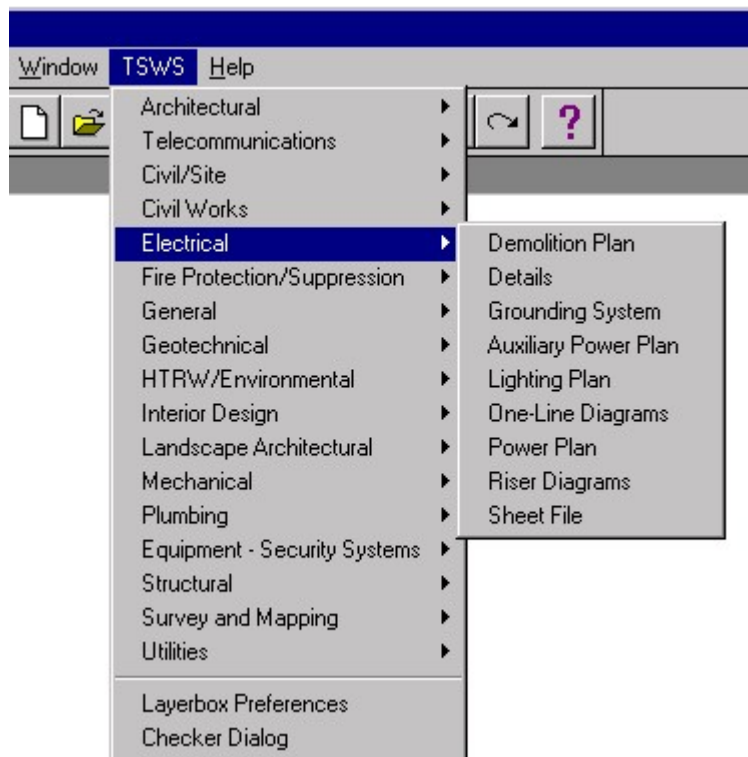 Window TSWS Help
?
Architectural
Telecommunications
Civil/Site
Civil Works
Electrical
Fire Protection/Suppression
General
Geotechnical
HTRW/Environmental
Interior Design
Landscape Architectural
Mechanical
Plumbing
Equipment - Security Systems
Structural
Survey and Mapping
Utilities
Layerbox Preferences
Checker Dialog
Demolition Plan
Details
Grounding System
Auxiliary Power Plan
Lighting Plan
One-Line Diagrams
Power Plan
Riser Diagrams
Sheet File